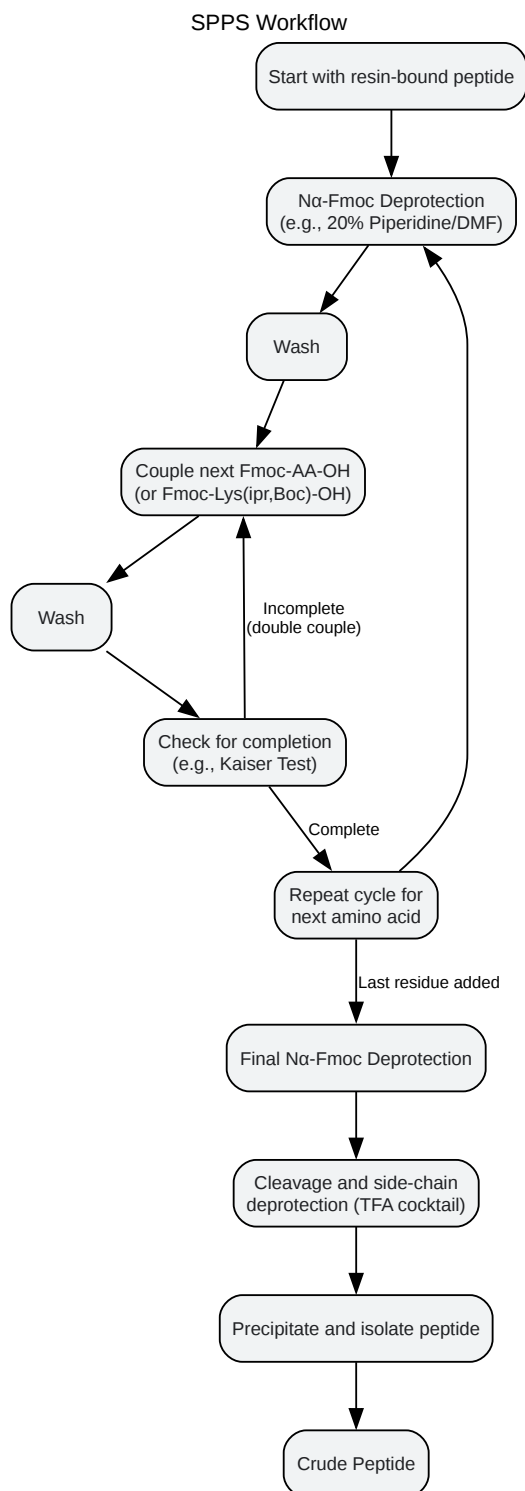 SPPS Workflow
Start with resin-bound peptide
Nα-Fmoc Deprotection
(e.g., 20% Piperidine/DMF)
Wash
Couple next Fmoc-AA-OH
(or Fmoc-Lys(ipr,Boc)-OH)
Wash
Incomplete
(double couple)
Check for completion
(e.g., Kaiser Test)
Complete
Repeat cycle for
next amino acid
Last residue added
Final Nα-Fmoc Deprotection
Cleavage and side-chain
deprotection (TFA cocktail)
Precipitate and isolate peptide
Crude Peptide